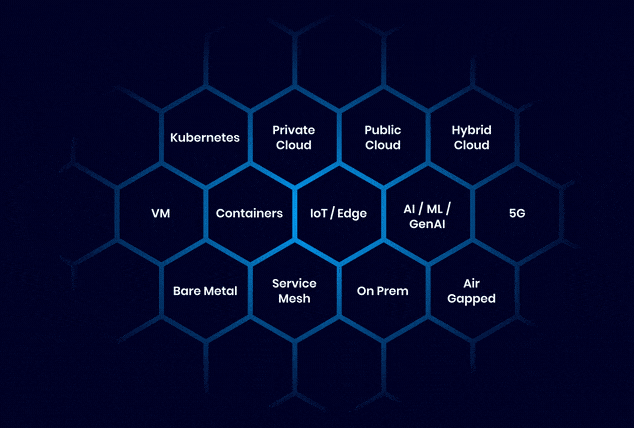 Kubernetes
Private
Cloud
Public
Cloud
Hybrid
Cloud
VM
Containers
IoT / Edge
AI / ML /
GenAI
5G
Bare Metal
Service
Mesh
On Prem
Air
Gapped